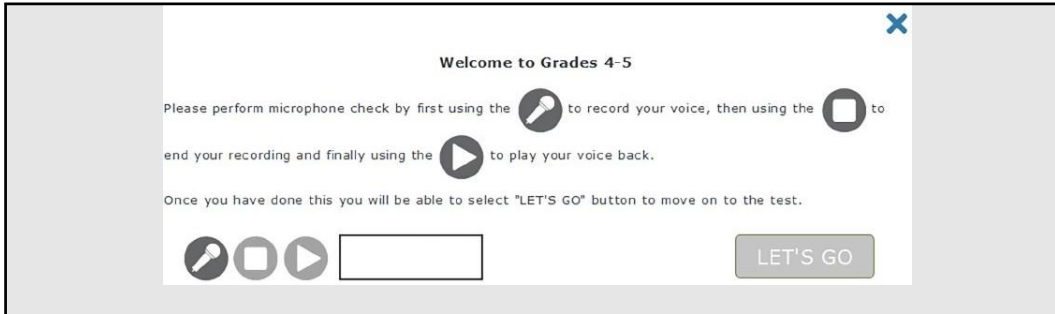 Welcome to Grades 4-5
Please perform microphone check by first using the to record your voice, then using the to
end your recording and finally using the to play your voice back.
Once you have done this you will be able to select "LET'S GO" button to move on to the test.
LET'S GO